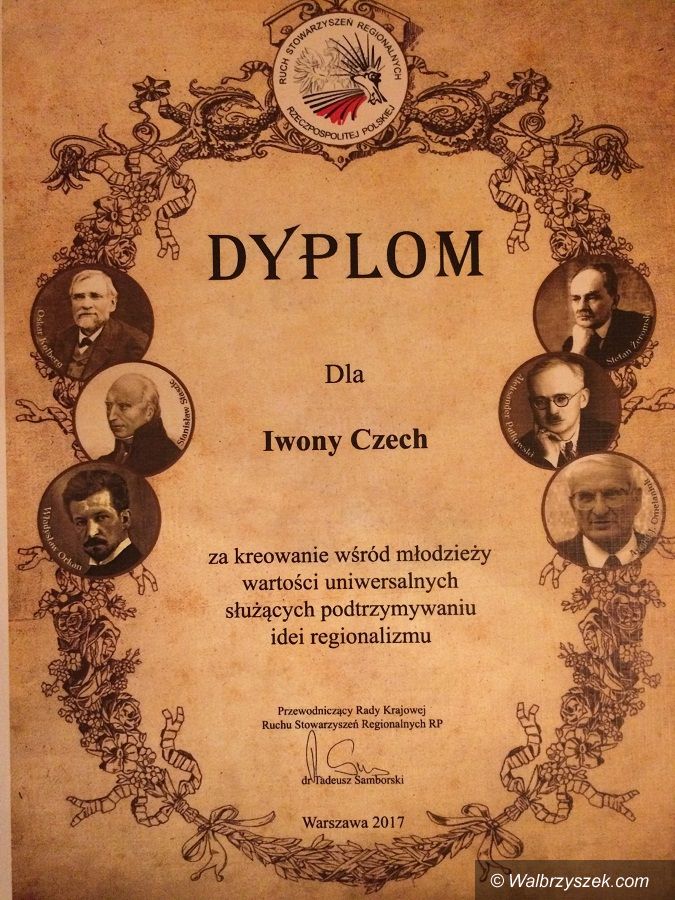 RUCH STOWARZYSZEŃ REGIONALNYCH
RZECZPOSPOLITEJ POLSKIEJ
DYPLOM
Oskar Kolberg
Stanisław Staszic
Władysław Orkan
Stefan Żeromski
Aleksander Patkowski
J. Omelaniuk
Dla
Iwony Czech
za kreowanie wśród młodzieży
wartości uniwersalnych
służących podtrzymywaniu
idei regionalizmu
Przewodniczący Rady Krajowej
Ruchu Stowarzyszeń Regionalnych RP
dr Tadeusz Samborski
Warszawa 2017
© Walbrzyszek.com